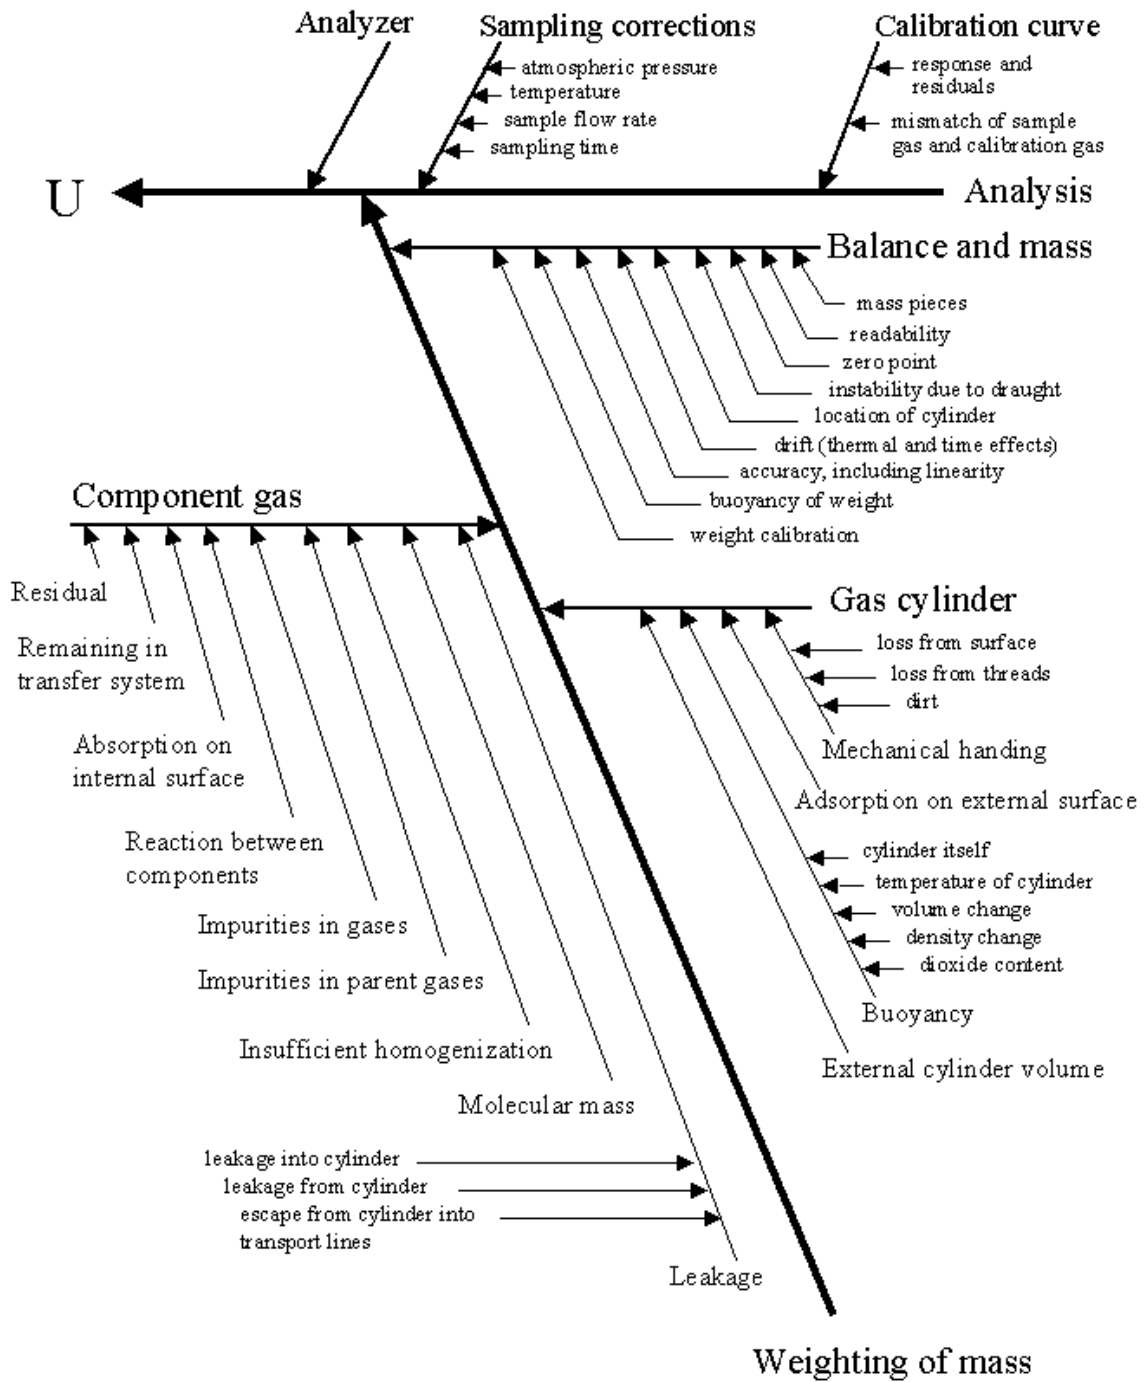 Analyzer
Sampling corrections
Calibration curve
atmospheric pressure
temperature
sample flow rate
sampling time
response and
residuals
mismatch of sample
gas and calibration gas
U
Analysis
Balance and mass
mass pieces
readability
zero point
instability due to draught
location of cylinder
drift (thermal and time effects)
accuracy, including linearity
buoyancy of weight
weight calibration
Component gas
Residual
Remaining in
transfer system
Absorption on
internal surface
Reaction between
components
Impurities in gases
Impurities in parent gases
Insufficient homogenization
Molecular mass
leakage into cylinder
leakage from cylinder
escape from cylinder into
transport lines
Leakage
Gas cylinder
loss from surface
loss from threads
dirt
Mechanical handing
Adsorption on external surface
cylinder itself
temperature of cylinder
volume change
density change
dioxide content
Buoyancy
External cylinder volume
Weighting of mass